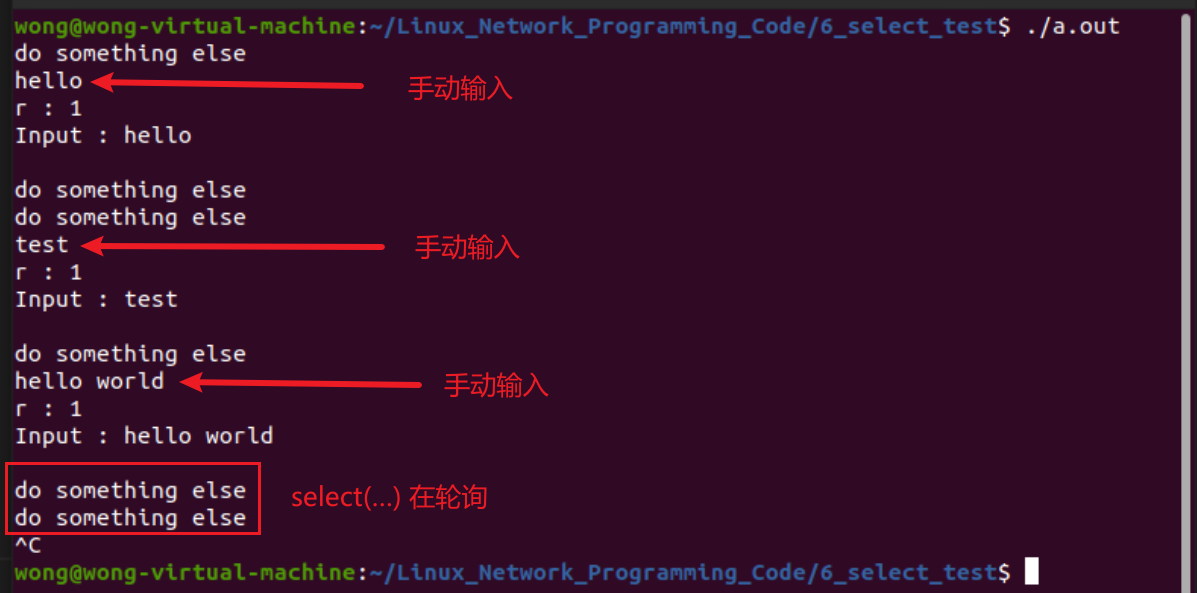 wong@wong-virtual-machine:~/Linux_Network_Programming_Code/6_select_test$ ./a.out
do something else
hello 手动输入
r : 1
Input : hello
do something else
do something else
test 手动输入
r : 1
Input : test
do something else
hello world 手动输入
r : 1
Input : hello world
do something else
select(...) 在轮询
do something else
^C
wong@wong-virtual-machine:~/Linux_Network_Programming_Code/6_select_test$